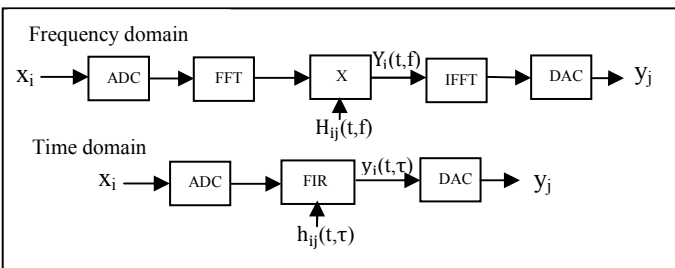 Frequency domain
xᵢ ADC FFT X Yᵢ(t,f) IFFT DAC yⱼ
Hᵢⱼ(t,f)
Time domain
xᵢ ADC FIR yᵢ(t,τ) DAC yⱼ
hᵢⱼ(t,τ)